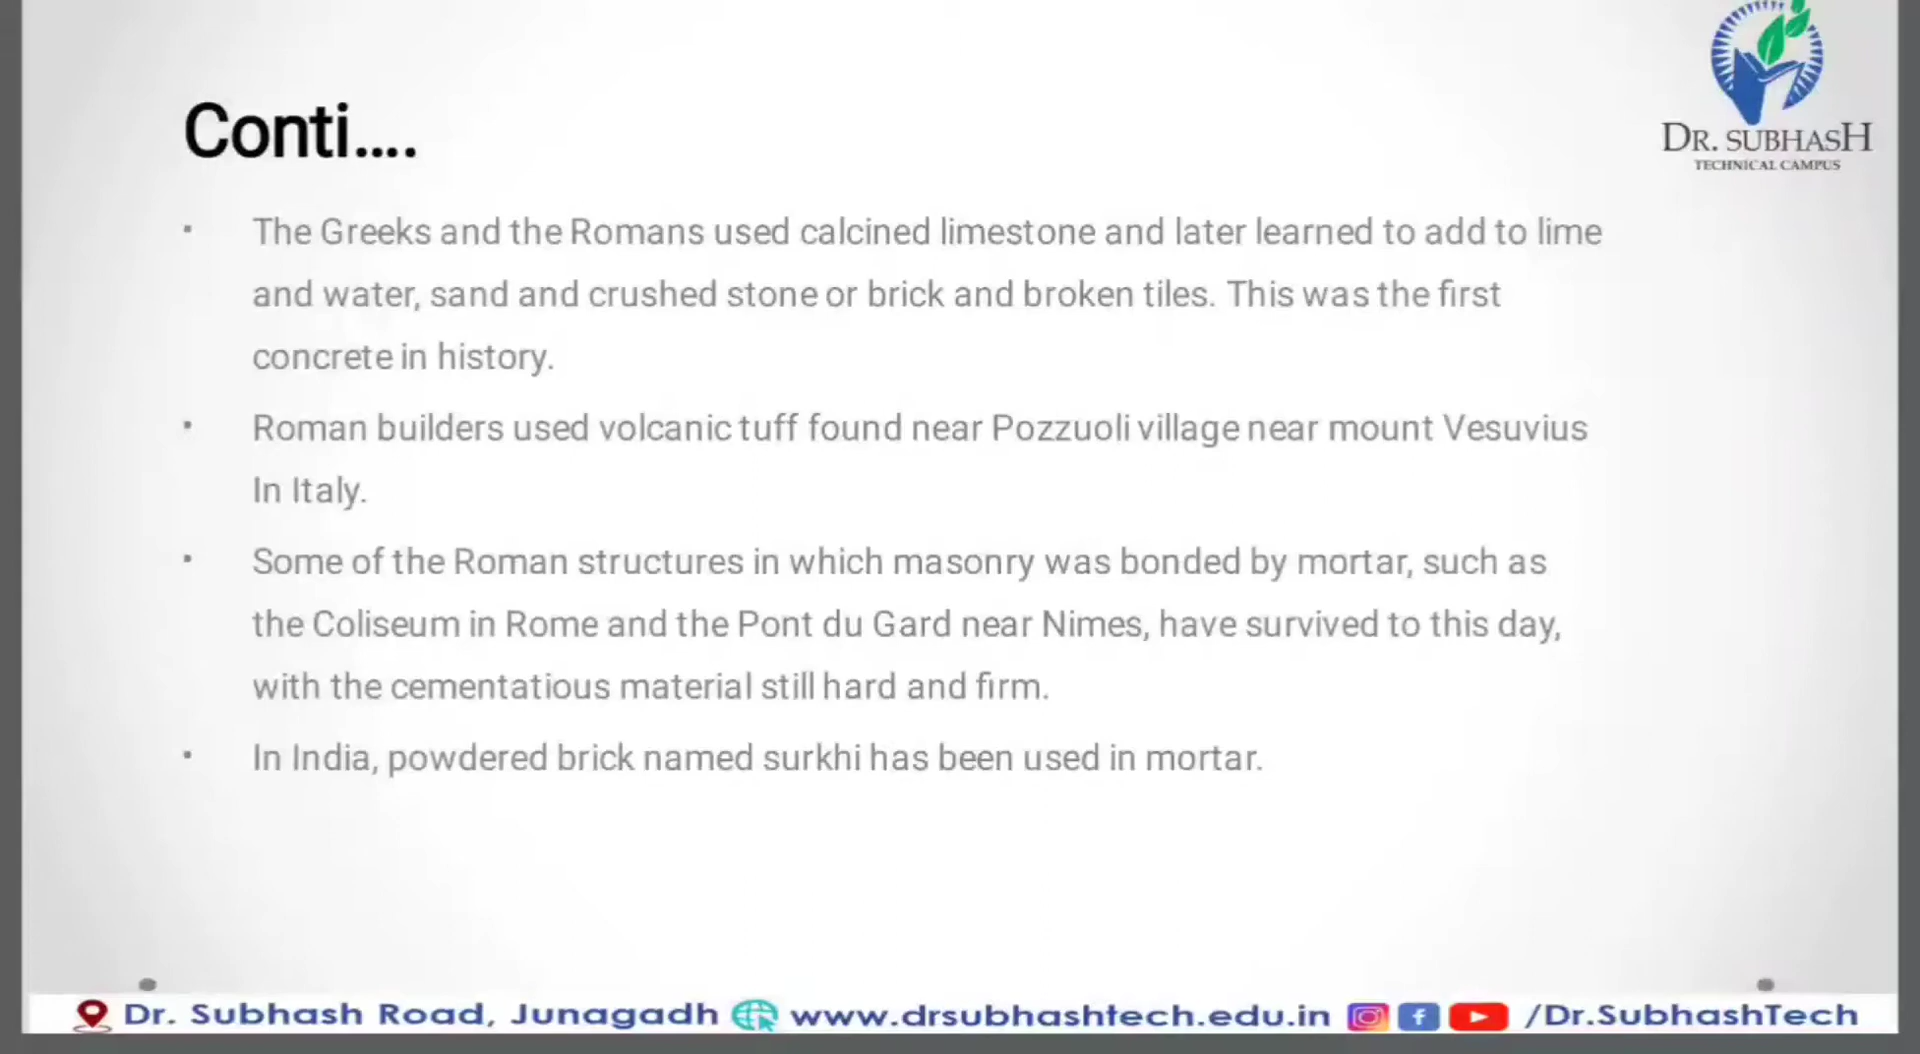 DR. SUBHASH
TECHNICAL CAMPUS
Conti....
• The Greeks and the Romans used calcined limestone and later learned to add to lime
and water, sand and crushed stone or brick and broken tiles. This was the first
concrete in history.
• Roman builders used volcanic tuff found near Pozzuoli village near mount Vesuvius
In Italy.
• Some of the Roman structures in which masonry was bonded by mortar, such as
the Coliseum in Rome and the Pont du Gard near Nimes, have survived to this day,
with the cementatious material still hard and firm.
• In India, powdered brick named surkhi has been used in mortar.
Dr. Subhash Road, Junagadh www.drsubhashtech.edu.in /Dr.SubhashTech